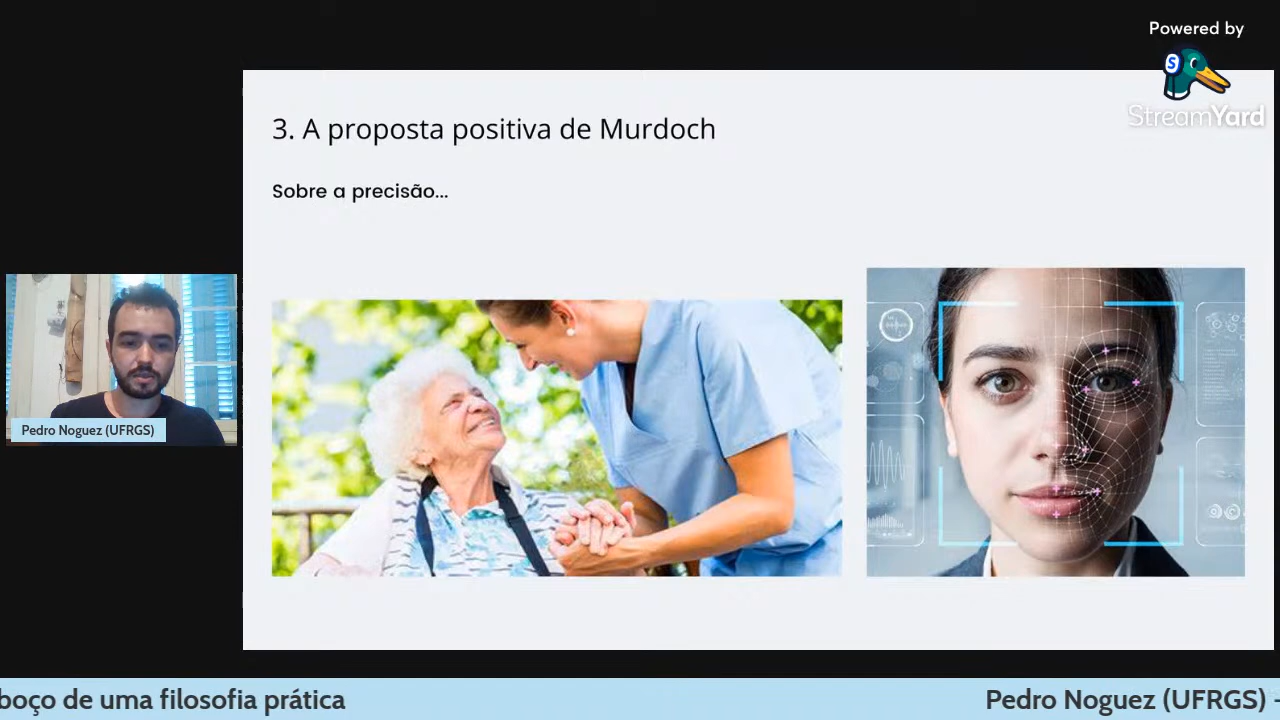 Powered by
StreamYard
3. A proposta positiva de Murdoch
Sobre a precisão...
Pedro Noguez (UFRGS)
boço de uma filosofia prática
Pedro Noguez (UFRGS) -